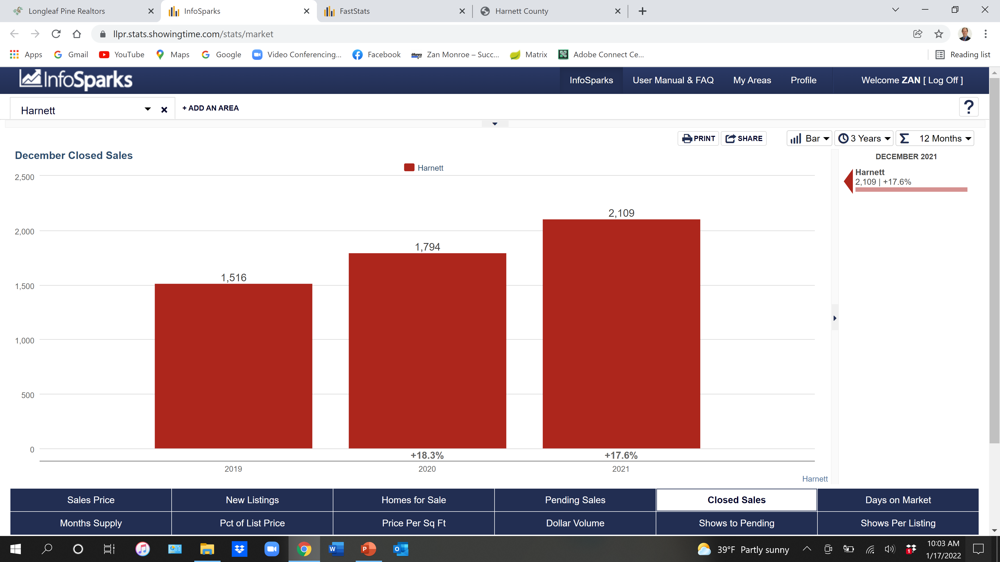 Longleaf Pine Realtors
InfoSparks
FastStats
Harnett County
llpr.stats.showingtime.com/stats/market
Apps
Gmail
YouTube
Maps
Google
Video Conferencing...
Facebook
Monroe
Zan Monroe – Succ...
Matrix
Adobe Connect Ce...
Reading list
InfoSparks
InfoSparks
User Manual & FAQ
My Areas
Profile
Welcome ZAN [ Log Off ]
Harnett
+ ADD AN AREA
?
PRINT
SHARE
Bar
3 Years
Σ 12 Months
December Closed Sales
Harnett
DECEMBER 2021
Harnett
2,109 | +17.6%
2,500
2,000
1,500
1,000
500
0
1,516
1,794
2,109
+18.3%
+17.6%
2019
2020
2021
Harnett
Sales Price
New Listings
Homes for Sale
Pending Sales
Closed Sales
Days on Market
Months Supply
Pct of List Price
Price Per Sq Ft
Dollar Volume
Shows to Pending
Shows Per Listing
W
P
O
39°F Partly sunny
1
10:03 AM
1/17/2022